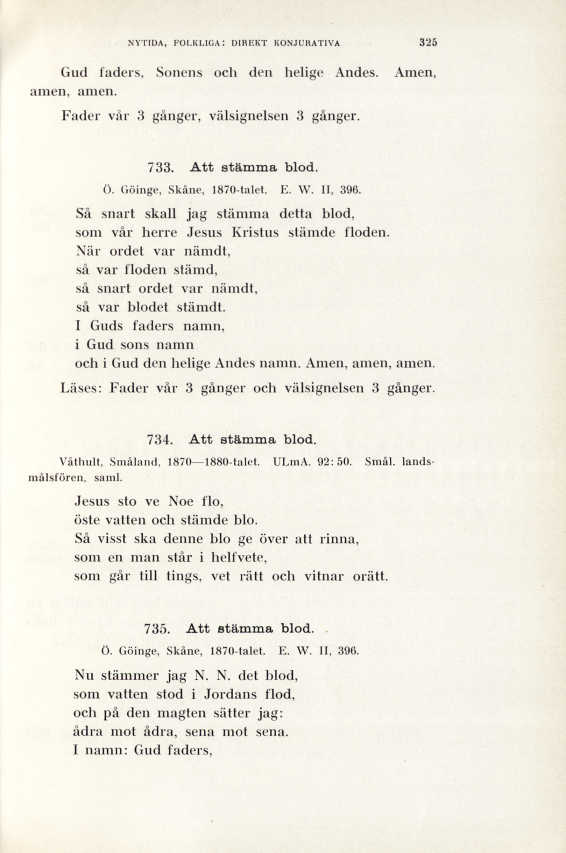 NYTIDA, FOLKLIGA: DIREKT KONJURATIVA 325
Gud faders, Sonens och den helige Andes. Amen,
amen, amen.
Fader vår 3 gånger, välsignelsen 3 gånger.
733. Att stämma blod.
Ö. Göinge, Skåne, 1870-talet. E. W. II, 396.
Så snart skall jag stämma detta blod,
som vår herre Jesus Kristus stämde floden.
När ordet var nämdt,
så var floden stämd,
så snart ordet var nämdt,
så var blodet stämdt.
I Guds faders namn,
i Gud sons namn
och i Gud den helige Andes namn. Amen, amen, amen.
Läses: Fader vår 3 gånger och välsignelsen 3 gånger.
734. Att stämma blod.
Våthult, Småland, 1870—1880-talet. ULmA. 92: 50. Smål. lands-
målsfören. saml.
Jesus sto ve Noe flo,
öste vatten och stämde blo.
Så visst ska denne blo ge över att rinna,
som en man står i helfvete,
som går till tings, vet rätt och vitnar orätt.
735. Att stämma blod.
Ö. Göinge, Skåne, 1870-talet. E. W. II, 396.
Nu stämmer jag N. N. det blod,
som vatten stod i Jordans flod,
och på den magten sätter jag:
ådra mot ådra, sena mot sena.
I namn: Gud faders,